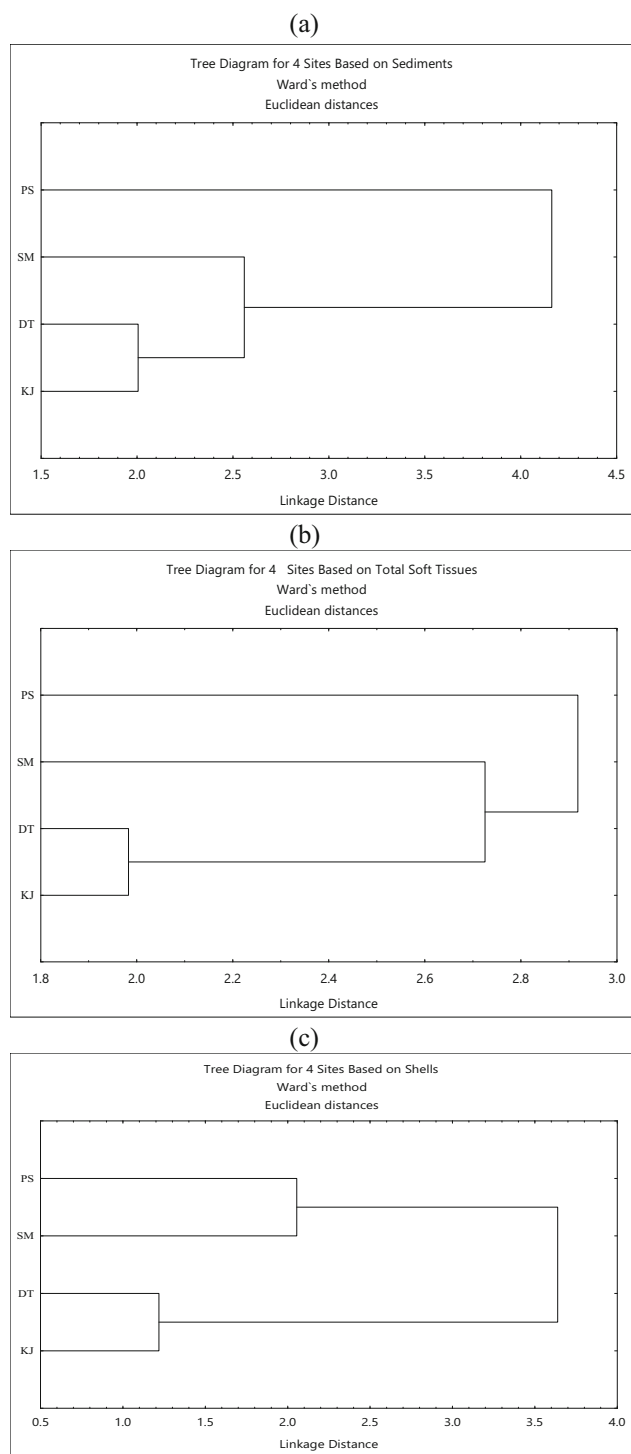 (a)
Tree Diagram for 4 Sites Based on Sediments
Ward`s method
Euclidean distances
PS
SM
DT
KJ
1.5 2.0 2.5 3.0 3.5 4.0 4.5
Linkage Distance
(b)
Tree Diagram for 4 Sites Based on Total Soft Tissues
Ward`s method
Euclidean distances
PS
SM
DT
KJ
1.8 2.0 2.2 2.4 2.6 2.8 3.0
Linkage Distance
(c)
Tree Diagram for 4 Sites Based on Shells
Ward`s method
Euclidean distances
PS
SM
DT
KJ
0.5 1.0 1.5 2.0 2.5 3.0 3.5 4.0
Linkage Distance